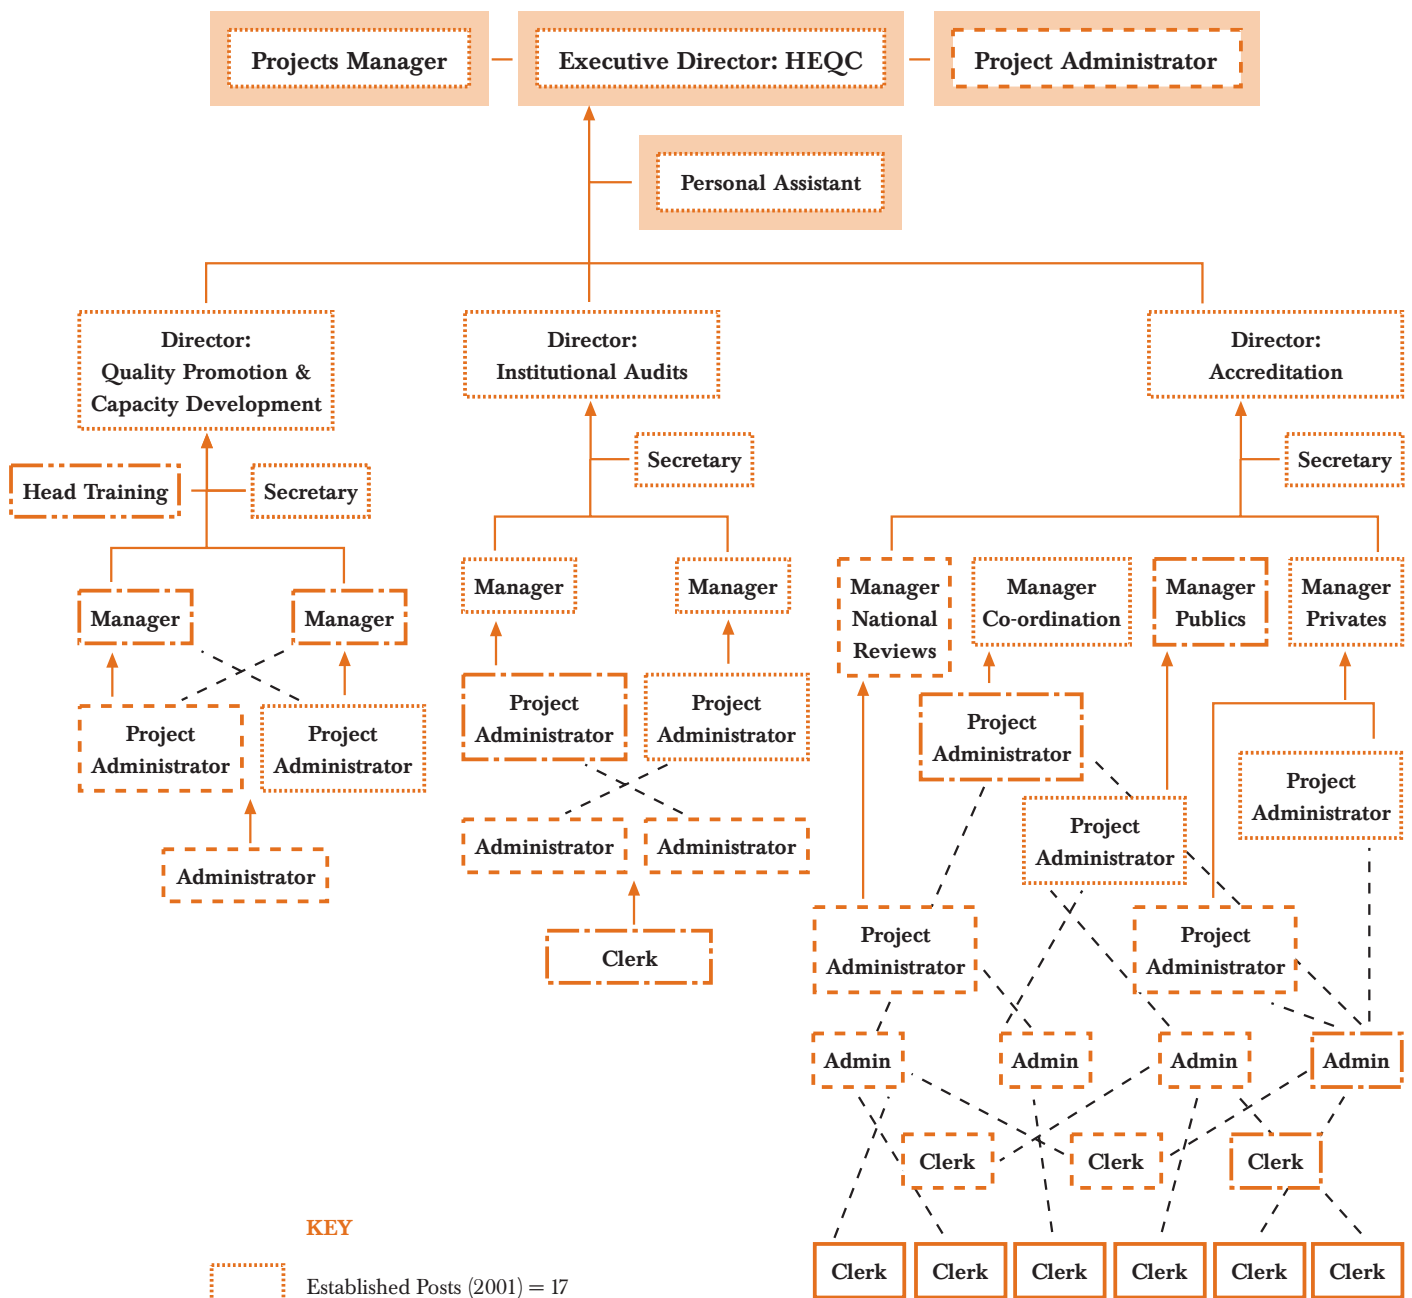 Projects Manager
Executive Director: HEQC
Project Administrator
Personal Assistant
Director:
Quality Promotion &
Capacity Development
Director:
Institutional Audits
Director:
Accreditation
Head Training
Secretary
Secretary
Secretary
Manager
Manager
Manager
Manager
Manager
National
Reviews
Manager
Co-ordination
Manager
Publics
Manager
Privates
Project
Administrator
Project
Administrator
Project
Administrator
Project
Administrator
Project
Administrator
Project
Administrator
Project
Administrator
Administrator
Administrator
Administrator
Clerk
Project
Administrator
Project
Administrator
Admin
Admin
Admin
Admin
Clerk
Clerk
Clerk
Clerk
Clerk
Clerk
Clerk
Clerk
Clerk
KEY
Established Posts (2001) = 17